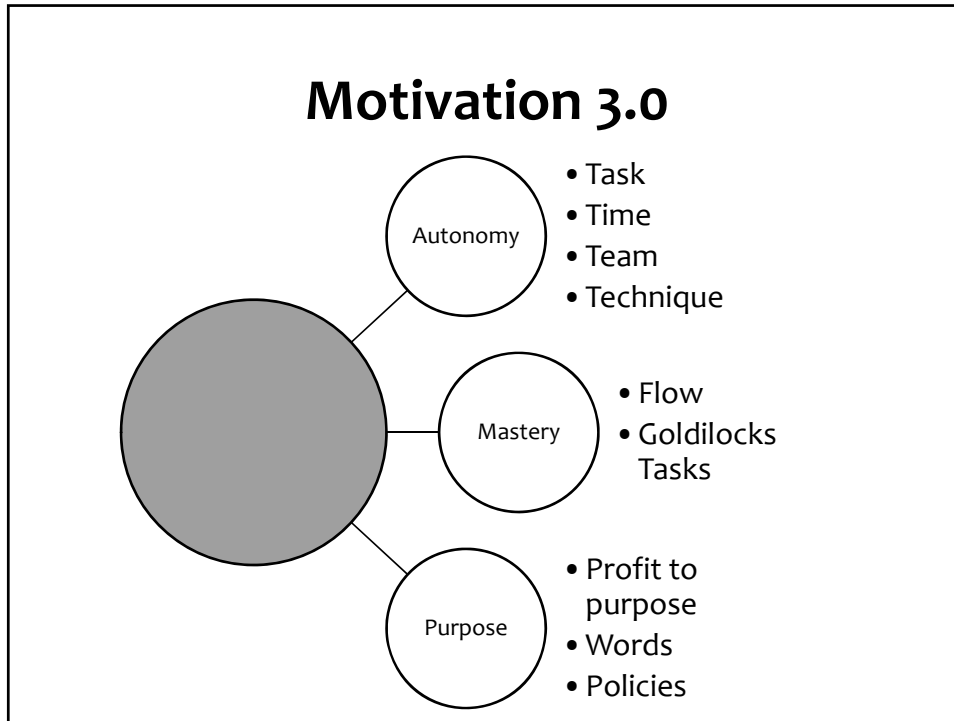 Motivation 3.0
Autonomy
• Task
• Time
• Team
• Technique
Mastery
• Flow
• Goldilocks
Tasks
Purpose
• Profit to
purpose
• Words
• Policies